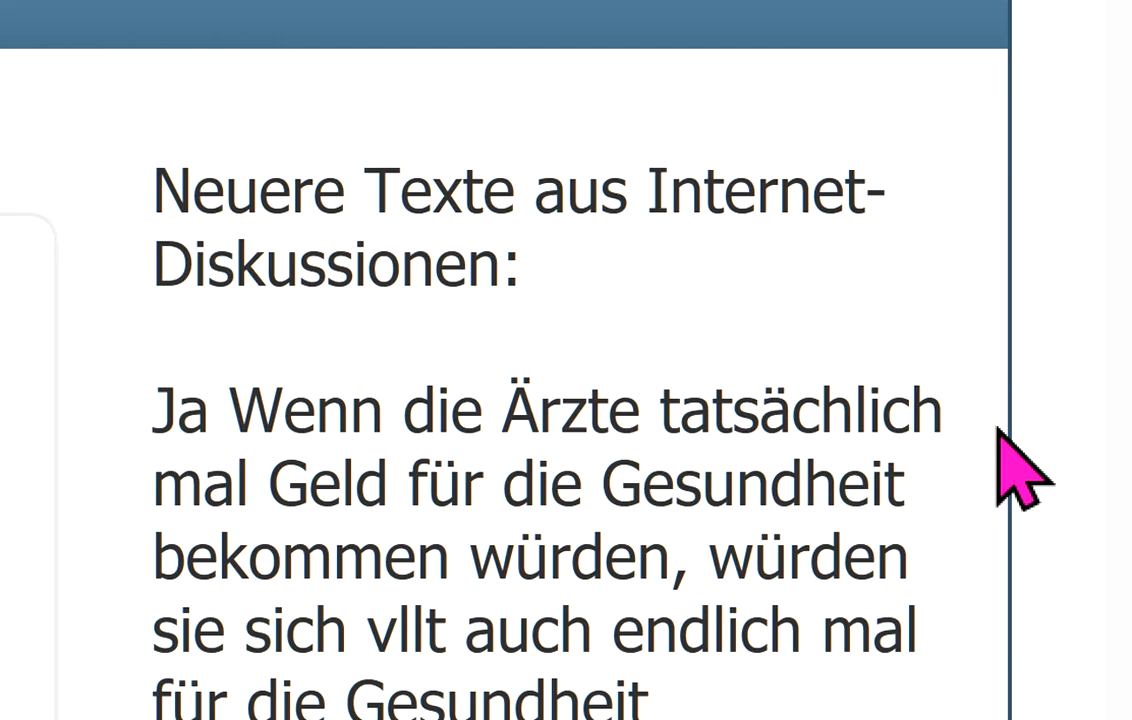 Neuere Texte aus Internet-
Diskussionen:
Ja Wenn die Ärzte tatsächlich
mal Geld für die Gesundheit
bekommen würden, würden
sie sich vllt auch endlich mal
für die Gesundheit